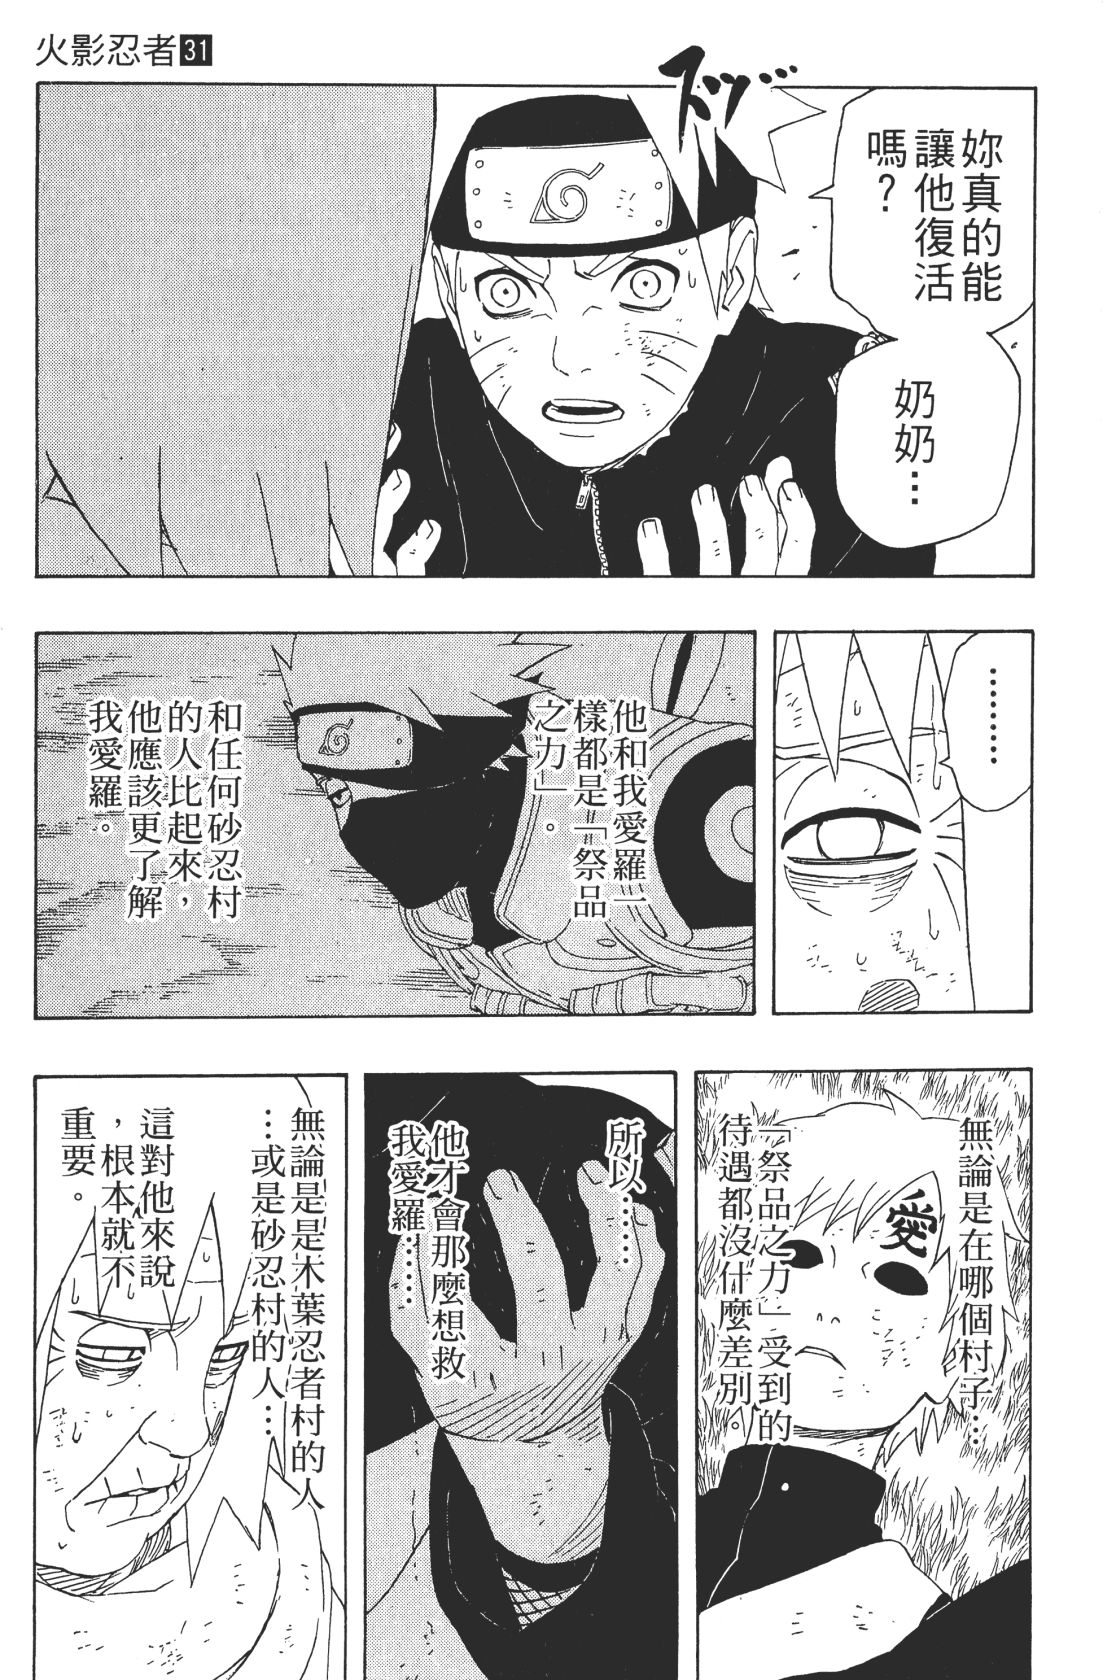 火影忍者31
ズッ…
妳真的能
讓他復活
嗎？
奶奶…
………
他和我愛羅一
樣都是「祭品
之力」。
和任何砂忍村
的人比起來，
他應該更了解
我愛羅。
無論是在哪個村子…
愛
「祭品之力」受到的
待遇都沒什麼差別。
所以……
他才會那麼想救
我愛羅……
無論是是木葉忍者村的人
…或是砂忍村的人…
這對他來說
，根本就不
重要。